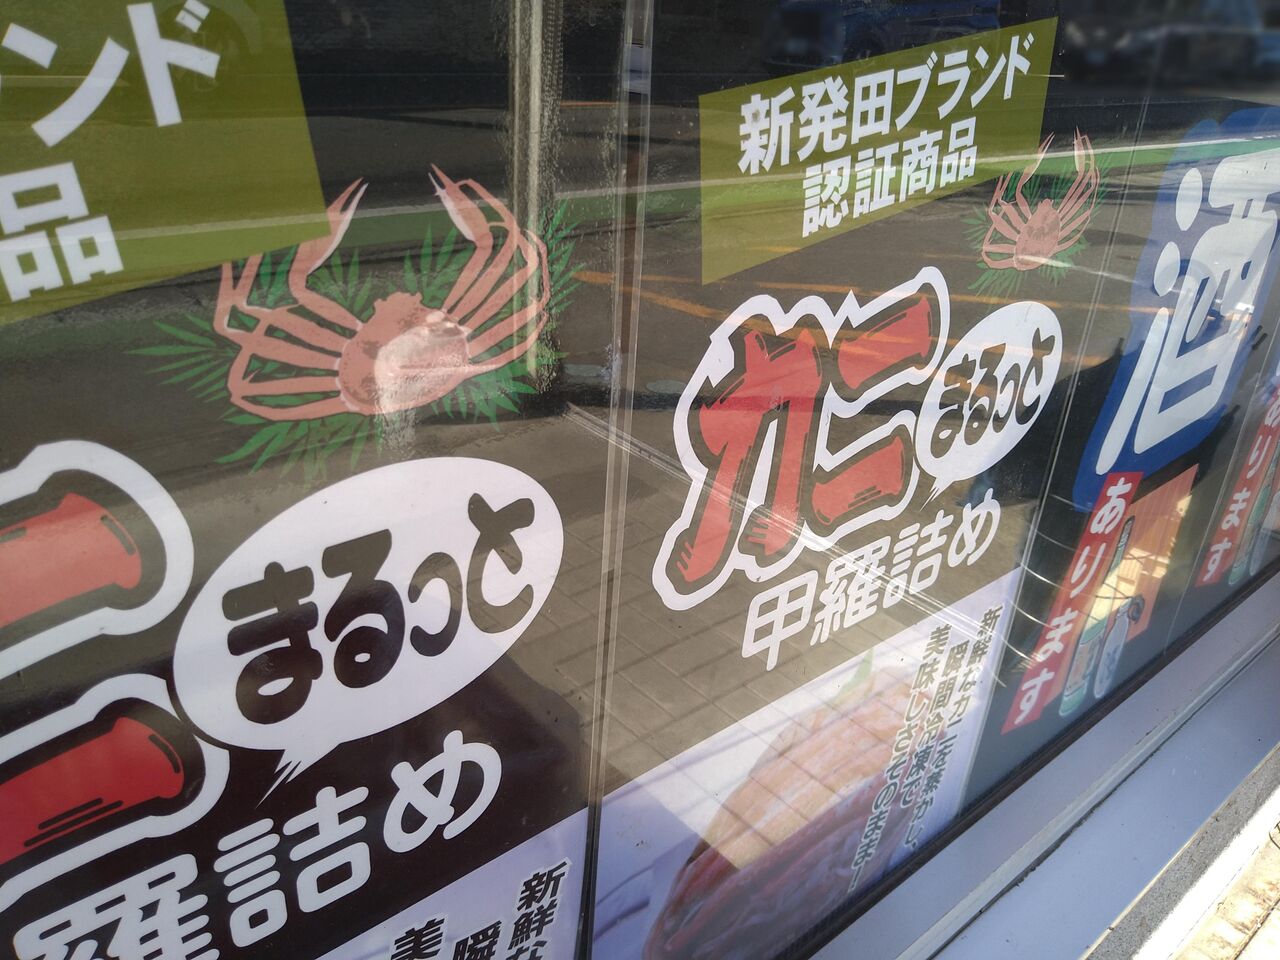 ンド
品
まるっと
羅詰め
新鮮な
瞬
美
新発田ブランド
認証商品
カニ
まるっと
甲羅詰め
新鮮なカニを蒸かし、
瞬間冷凍で
美味しさそのまま！
酒
あります
あります